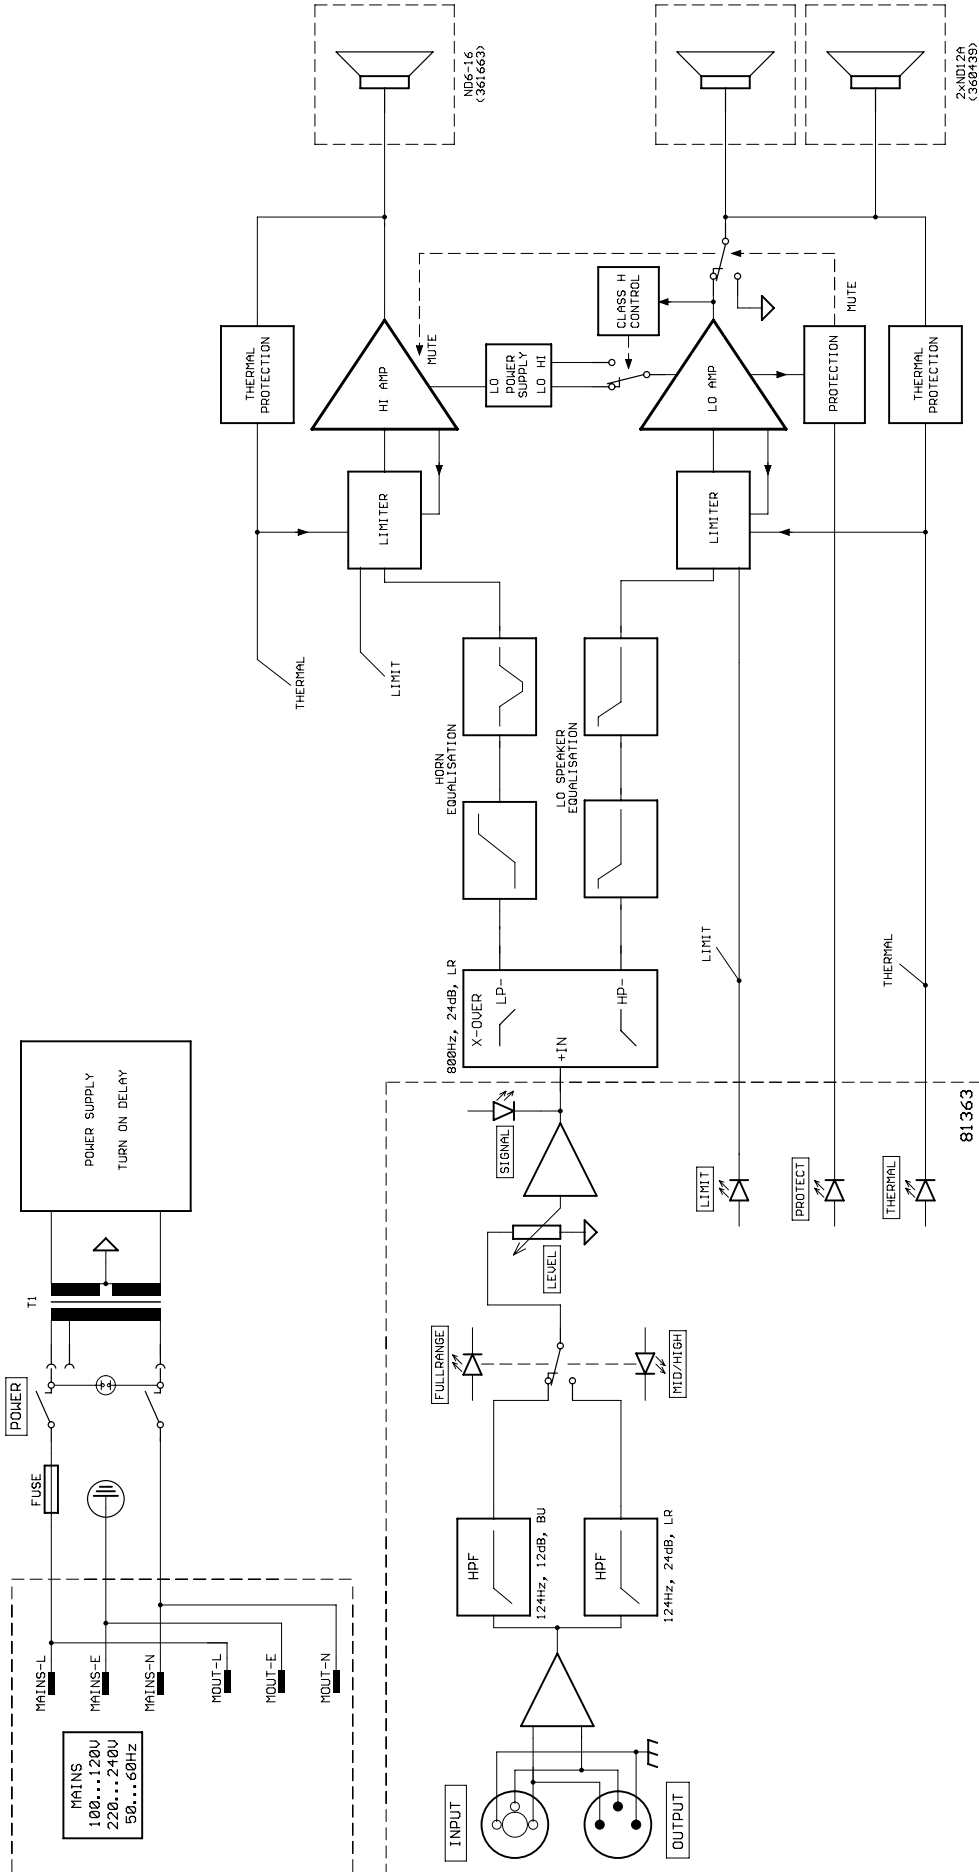 MAINS
100...120V
220...240V
50...60Hz
MAINS-L
MAINS-E
MAINS-N
MOUT-L
MOUT-E
MOUT-N
FUSE
POWER
T1
POWER SUPPLY
TURN ON DELAY
INPUT
OUTPUT
HPF
124Hz, 12dB, BU
HPF
124Hz, 24dB, LR
FULLRANGE
MID/HIGH
LEVEL
SIGNAL
LIMIT
PROTECT
THERMAL
81363
800Hz, 24dB, LR
X-OVER
LP
+IN
HP
LIMIT
THERMAL
HORN
EQUALISATION
LO SPEAKER
EQUALISATION
THERMAL
LIMIT
LIMITER
LIMITER
THERMAL
PROTECTION
HI AMP
MUTE
LO
POWER
SUPPLY
LO HI
CLASS H
CONTROL
LO AMP
PROTECTION
MUTE
THERMAL
PROTECTION
ND6-16
(361663)
2xND12A
(360439)